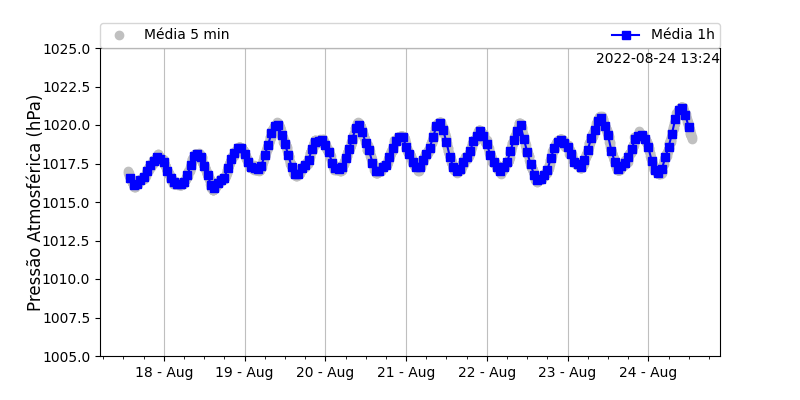 Média 5 min
Média 1h
2022-08-24 13:24
Pressão Atmosférica (hPa)
1025.0
1022.5
1020.0
1017.5
1015.0
1012.5
1010.0
1007.5
1005.0
18 - Aug
19 - Aug
20 - Aug
21 - Aug
22 - Aug
23 - Aug
24 - Aug